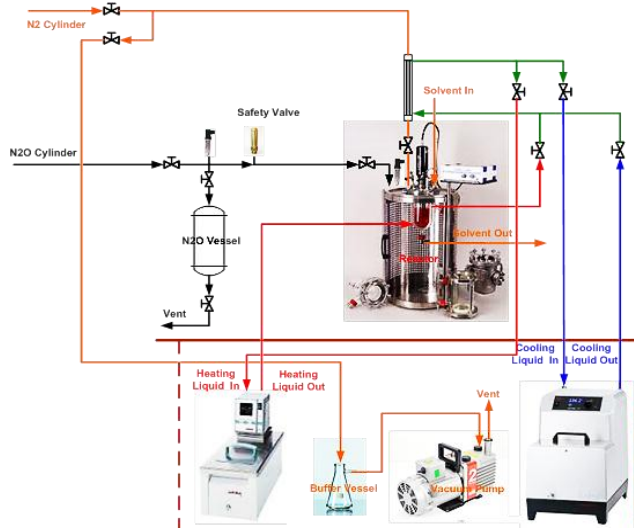 N2 Cylinder
Solvent In
Safety Valve
N2O Cylinder
N2O Vessel
Solvent Out
Reactor
Vent
Heating
Liquid In
Heating
Liquid Out
Cooling
Liquid In
Cooling
Liquid Out
Vent
Buffer Vessel
Vacuum Pump
2